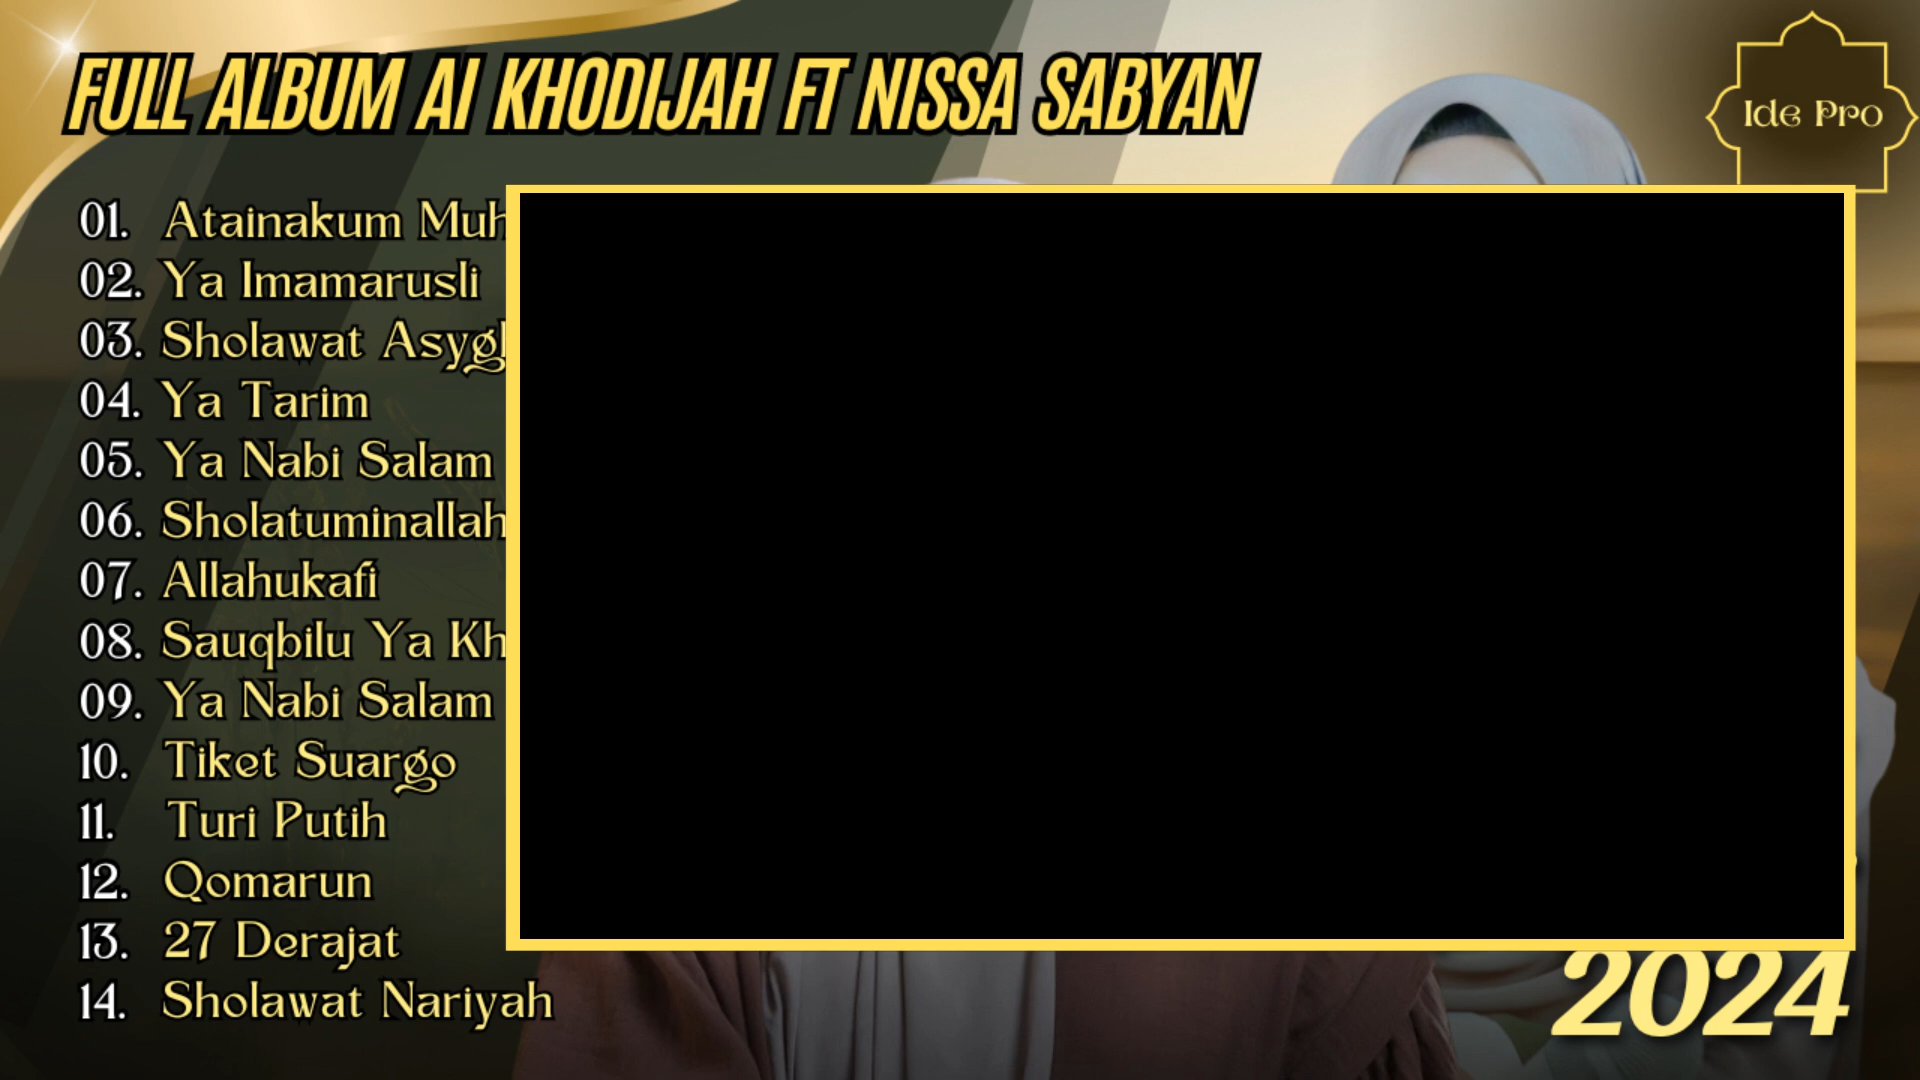 FULL ALBUM AI KHODIJAH FT NISSA SABYAN
Ide Pro
01. Atainakum
02. Ya Imamarusli
03. Sholawat
04. Ya Tarim
05. Ya Nabi Salam
06. Sholatuminallah
07. Allahukafi
08. Sauqbilu Ya
09. Ya Nabi Salam
10. Tiket Suargo
11. Turi Putih
12. Qomarun
13. 27 Derajat
14. Sholawat Nariyah
2024